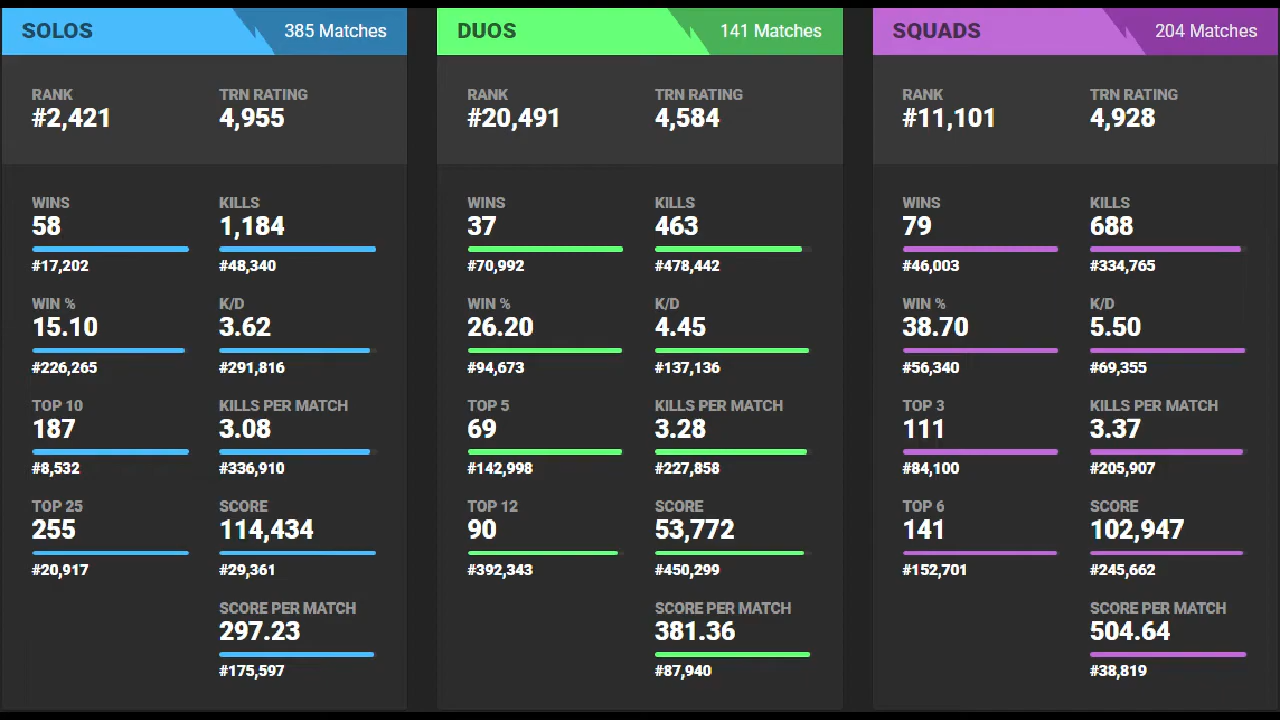 SOLOS
385 Matches
RANK
TRN RATING
#2,421
4,955
WINS
KILLS
58
1,184
#17,202
#48,340
WIN %
K/D
15.10
3.62
#226,265
#291,816
TOP 10
KILLS PER MATCH
187
3.08
#8,532
#336,910
TOP 25
SCORE
255
114,434
#20,917
#29,361
SCORE PER MATCH
297.23
#175,597
DUOS
141 Matches
RANK
TRN RATING
#20,491
4,584
WINS
KILLS
37
463
#70,992
#478,442
WIN %
K/D
26.20
4.45
#94,673
#137,136
TOP 5
KILLS PER MATCH
69
3.28
#142,998
#227,858
TOP 12
SCORE
90
53,772
#392,343
#450,299
SCORE PER MATCH
381.36
#87,940
SQUADS
204 Matches
RANK
TRN RATING
#11,101
4,928
WINS
KILLS
79
688
#46,003
#334,765
WIN %
K/D
38.70
5.50
#56,340
#69,355
TOP 3
KILLS PER MATCH
111
3.37
#84,100
#205,907
TOP 6
SCORE
141
102,947
#152,701
#245,662
SCORE PER MATCH
504.64
#38,819